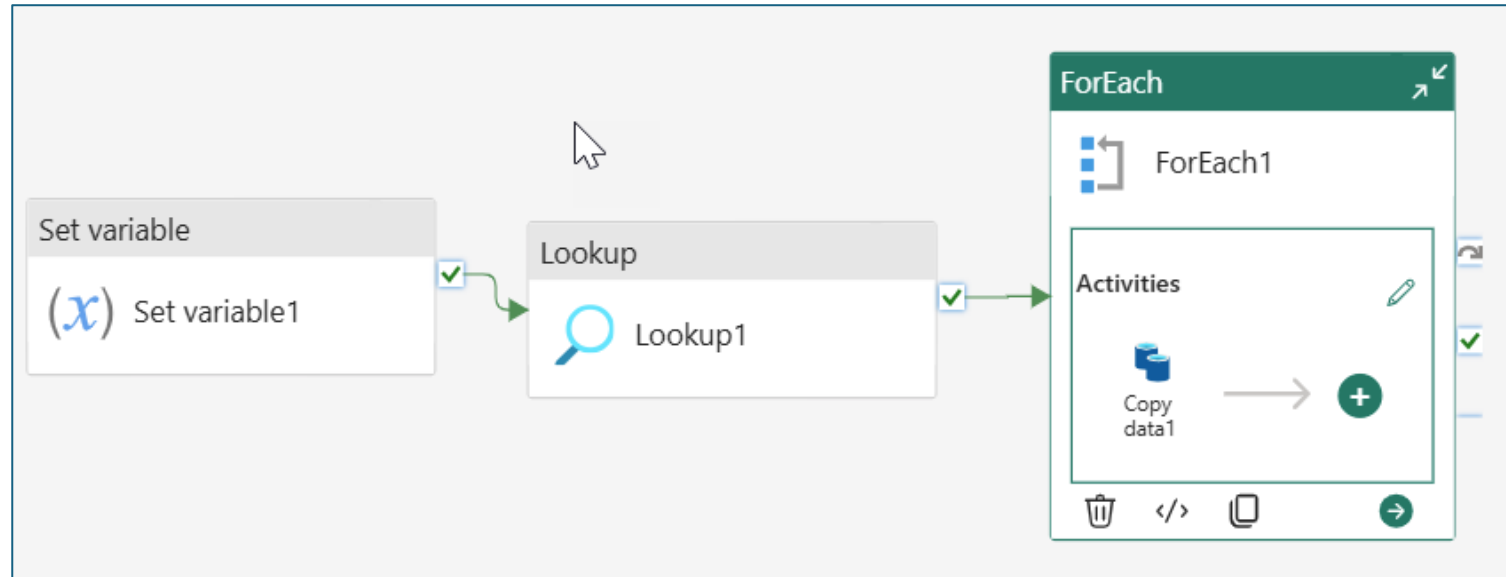 Set variable
(x) Set variable1
Lookup
Lookup1
ForEach
ForEach1
Activities
Copy
data1